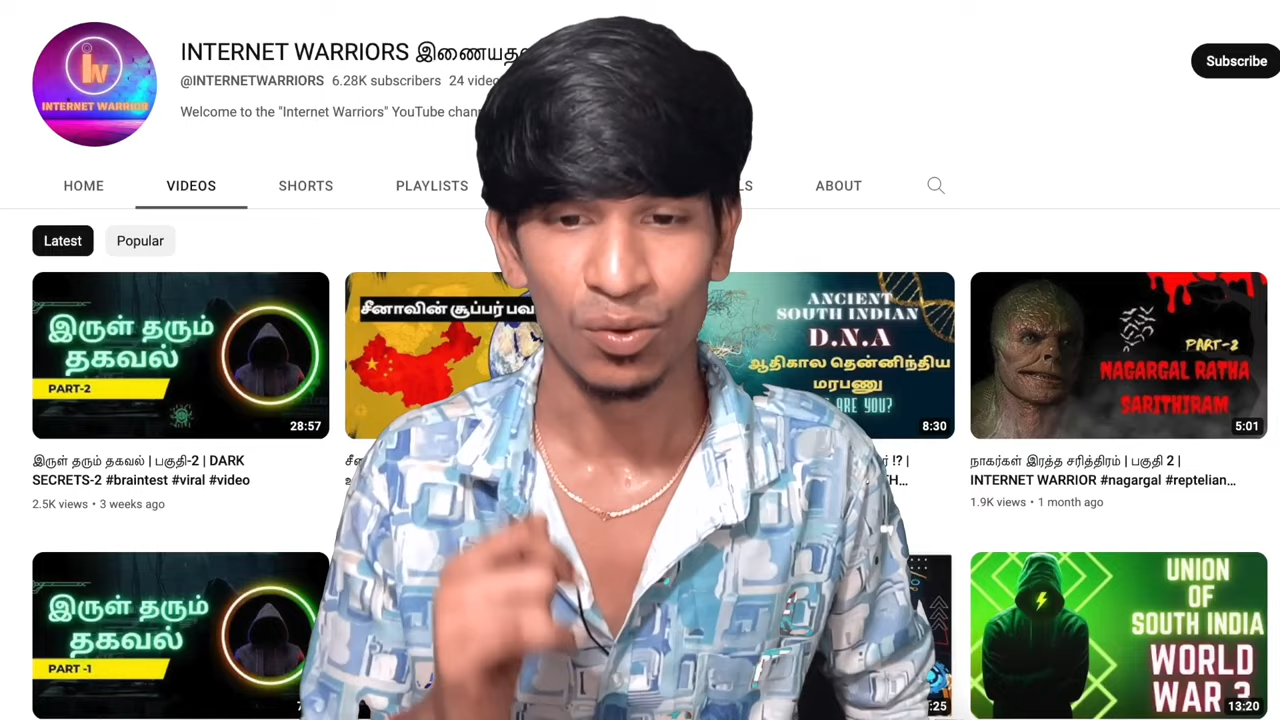 INTERNET WARRIORS
INTERNET WARRIORS
@INTERNETWARRIORS 6.28K subscribers 24
Welcome to the "Internet Warriors" YouTube
Subscribe
HOME
VIDEOS
SHORTS
PLAYLISTS
ABOUT
Latest
Popular
இருள் தரும்
தகவல்
PART-2
28:57
சீனாவின் சூப்பர்
ANCIENT
SOUTH INDIAN
D.N.A
ஆதிகால தென்னிந்திய
மரபணு
ARE YOU?
8:30
PART-2
NAGARGAL RATHA
SARITHIRAM
5:01
இருள் தரும் தகவல் | பகுதி-2 | DARK
SECRETS-2 #braintest #viral #video
2.5K views • 3 weeks ago
!? |
நாகர்கள் இரத்த சரித்திரம் | பகுதி 2 |
INTERNET WARRIOR #nagargal #reptelian…
1.9K views • 1 month ago
இருள் தரும்
தகவல்
PART -1
UNION
OF
SOUTH INDIA
WORLD
WAR 3
13:20